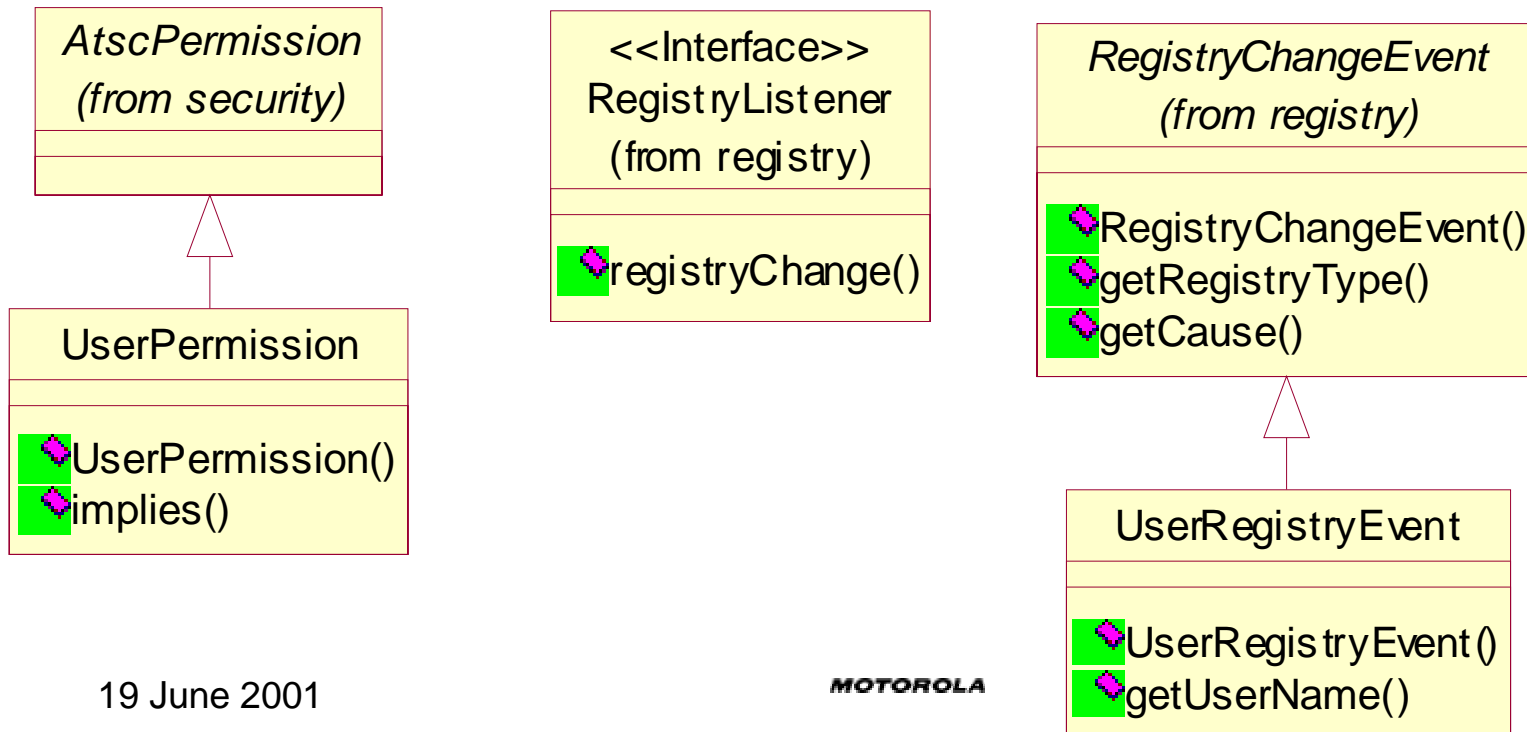 AtscPermission
(from security)
UserPermission
UserPermission()
implies()
<<Interface>>
RegistryListener
(from registry)
registryChange()
RegistryChangeEvent
(from registry)
RegistryChangeEvent()
getRegistryType()
getCause()
UserRegistryEvent
UserRegistryEvent()
getUserName()
19 June 2001
MOTOROLA